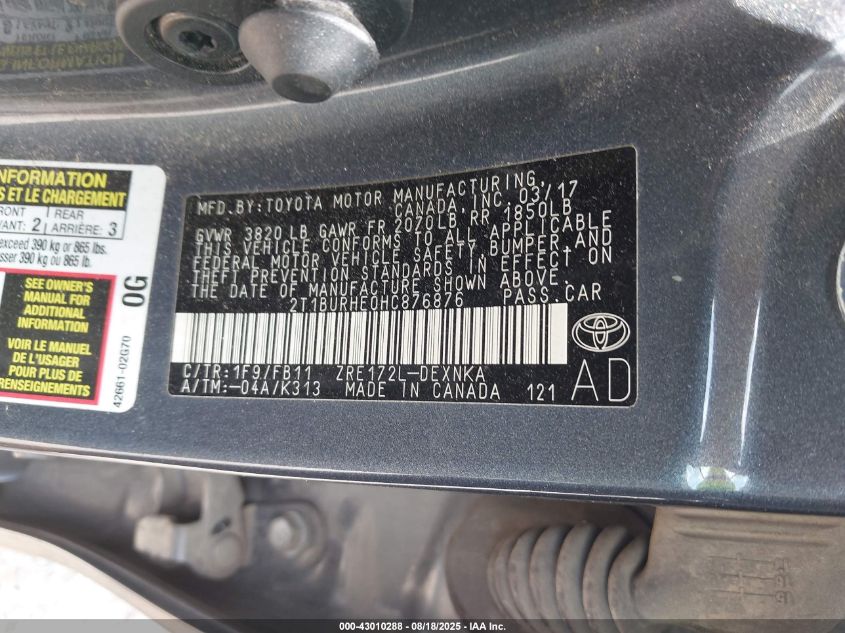 INFORMATION
S ET LE CHARGEMENT
FRONT
REAR
VANT: 2
ARRIÈRE: 3
exceed 390 kg or 865 lbs.
sser 390 kg ou 865 lb.
SEE OWNER'S
MANUAL FOR
ADDITIONAL
INFORMATION
VOIR LE MANUEL
DE L'USAGER
POUR PLUS DE
RENSEIGNEMENTS
0G
42661-02G70
MFD.BY:TOYOTA MOTOR MANUFACTURING
CANADA, INC. 03/17
GVWR 3820 LB GAWR FR 2070LB RR 1850LB
THIS VEHICLE CONFORMS TO ALL APPLICABLE
FEDERAL MOTOR VEHICLE SAFETY, BUMPER, AND
THEFT PREVENTION STANDARDS IN EFFECT ON
THE DATE OF MANUFACTURE SHOWN ABOVE.
2T1BURHE0HC876876 PASS.CAR
C/TR:1F9/FB11 ZRE172L-DEXNKA
A/TM:-04A/K313 MADE IN CANADA 121
AD
000-43010288 - 08/18/2025 - IAA Inc.